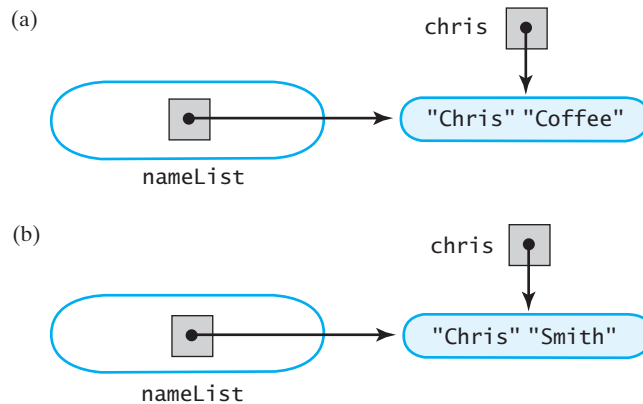 (a)
chris
"Chris" "Coffee"
nameList
(b)
chris
"Chris" "Smith"
nameList